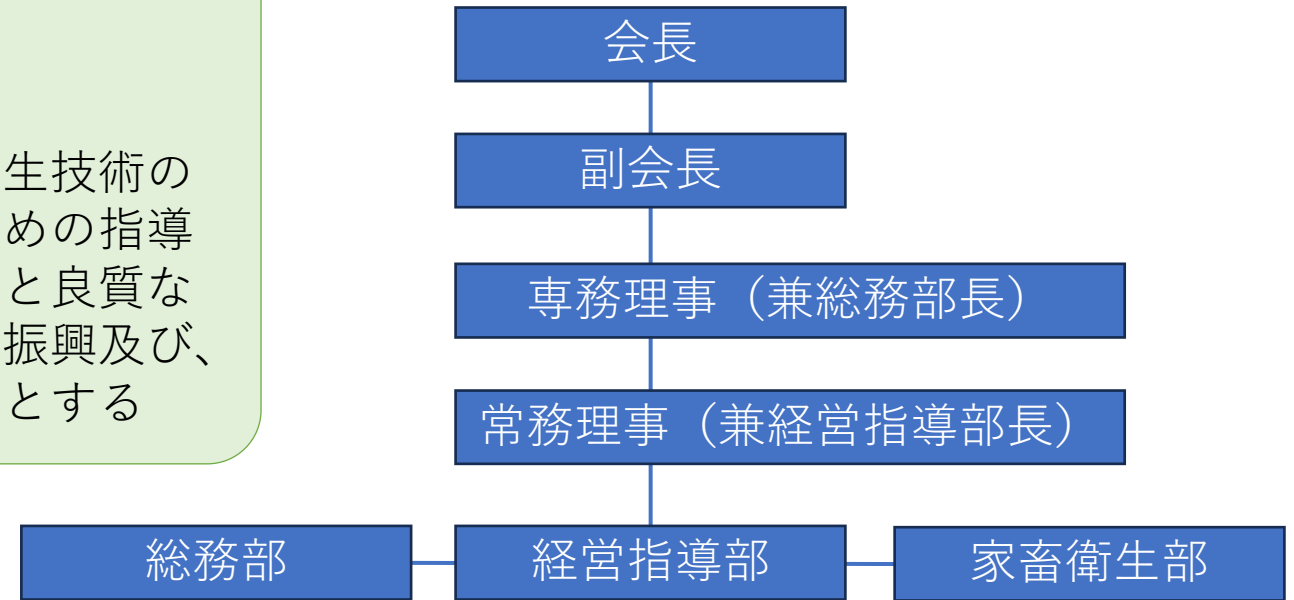 生技術の
めの指導
と良質な
振興及び、
とする
会長
副会長
専務理事（兼総務部長）
常務理事（兼経営指導部長）
総務部
経営指導部
家畜衛生部